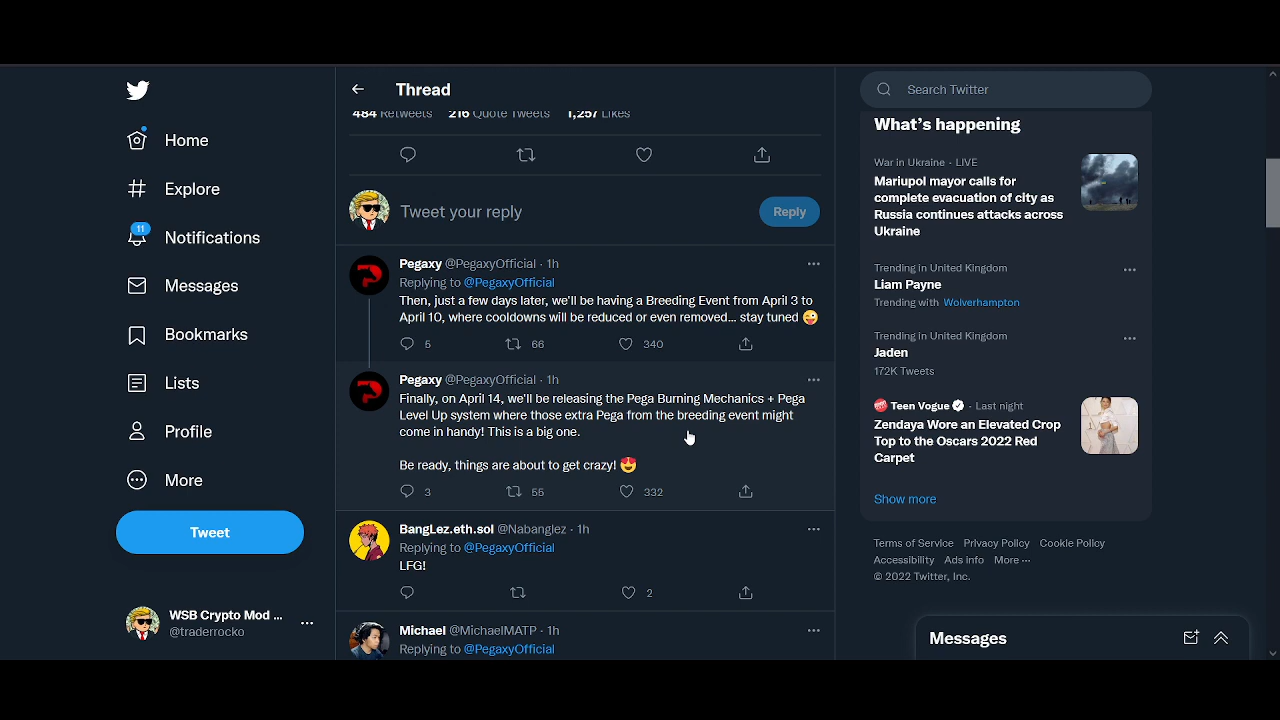 Home
Explore
11
Notifications
Messages
Bookmarks
Lists
Profile
More
Tweet
WSB Crypto Mod ...
@traderrocko
Thread
484 Retweets 216 Quote Tweets 1,257 Likes
Tweet your reply
Reply
Pegaxy @PegaxyOfficial · 1h
Replying to @PegaxyOfficial
Then, just a few days later, we'll be having a Breeding Event from April 3 to
April 10, where cooldowns will be reduced or even removed... stay tuned 😜
5 66 340
Pegaxy @PegaxyOfficial · 1h
Finally, on April 14, we'll be releasing the Pega Burning Mechanics + Pega
Level Up system where those extra Pega from the breeding event might
come in handy! This is a big one.
Be ready, things are about to get crazy! 😍
3 55 332
BangLez.eth.sol @Nabanglez · 1h
Replying to @PegaxyOfficial
LFG!
2
Michael @MichaelMATP · 1h
Replying to @PegaxyOfficial
Search Twitter
What's happening
War in Ukraine · LIVE
Mariupol mayor calls for
complete evacuation of city as
Russia continues attacks across
Ukraine
Trending in United Kingdom
Liam Payne
Trending with Wolverhampton
Trending in United Kingdom
Jaden
172K Tweets
Teen Vogue · Last night
Zendaya Wore an Elevated Crop
Top to the Oscars 2022 Red
Carpet
Show more
Terms of Service Privacy Policy Cookie Policy
Accessibility Ads info More ···
© 2022 Twitter, Inc.
Messages